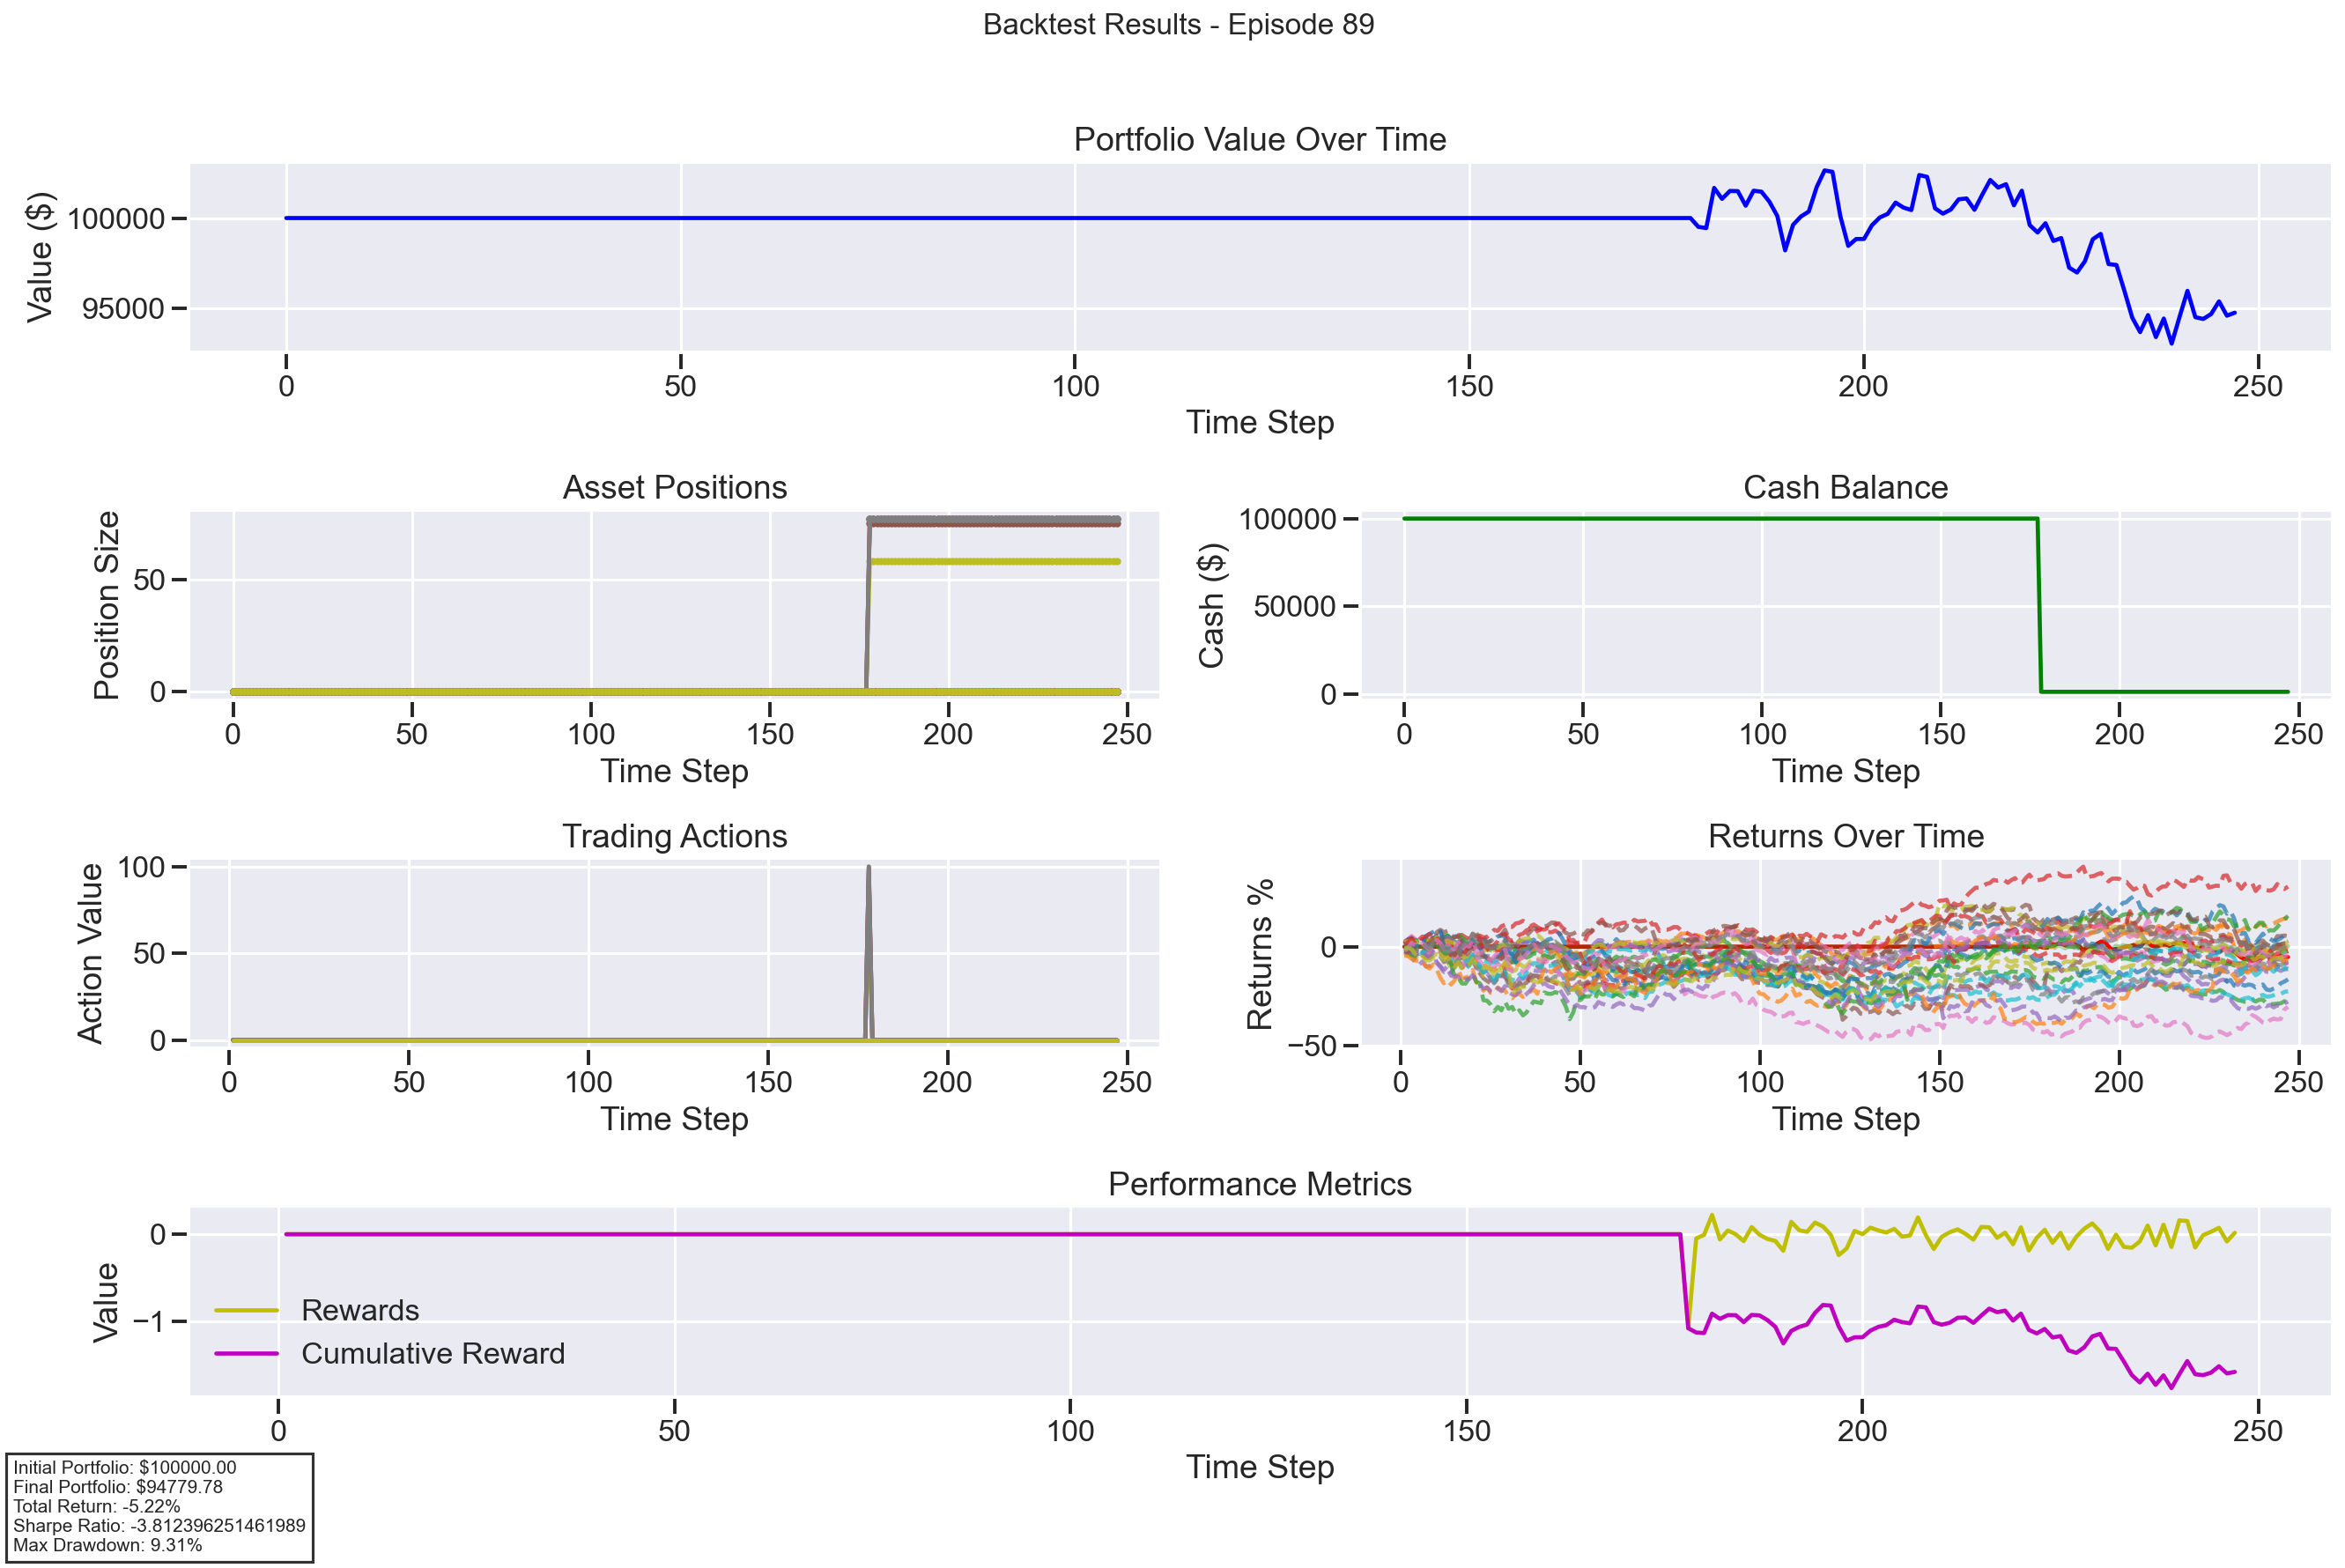 Backtest Results - Episode 89
Portfolio Value Over Time
Value ($)
100000
95000
0 50 100 150 200 250
Time Step
Asset Positions
Position Size
50
0
0 50 100 150 200 250
Time Step
Cash Balance
Cash ($)
100000
50000
0
0 50 100 150 200 250
Time Step
Trading Actions
Action Value
100
50
0
0 50 100 150 200 250
Time Step
Returns Over Time
Returns %
0
−50
0 50 100 150 200 250
Time Step
Performance Metrics
Value
0
−1
Rewards
Cumulative Reward
0 50 100 150 200 250
Time Step
Initial Portfolio: $100000.00
Final Portfolio: $94779.78
Total Return: -5.22%
Sharpe Ratio: -3.812396251461989
Max Drawdown: 9.31%